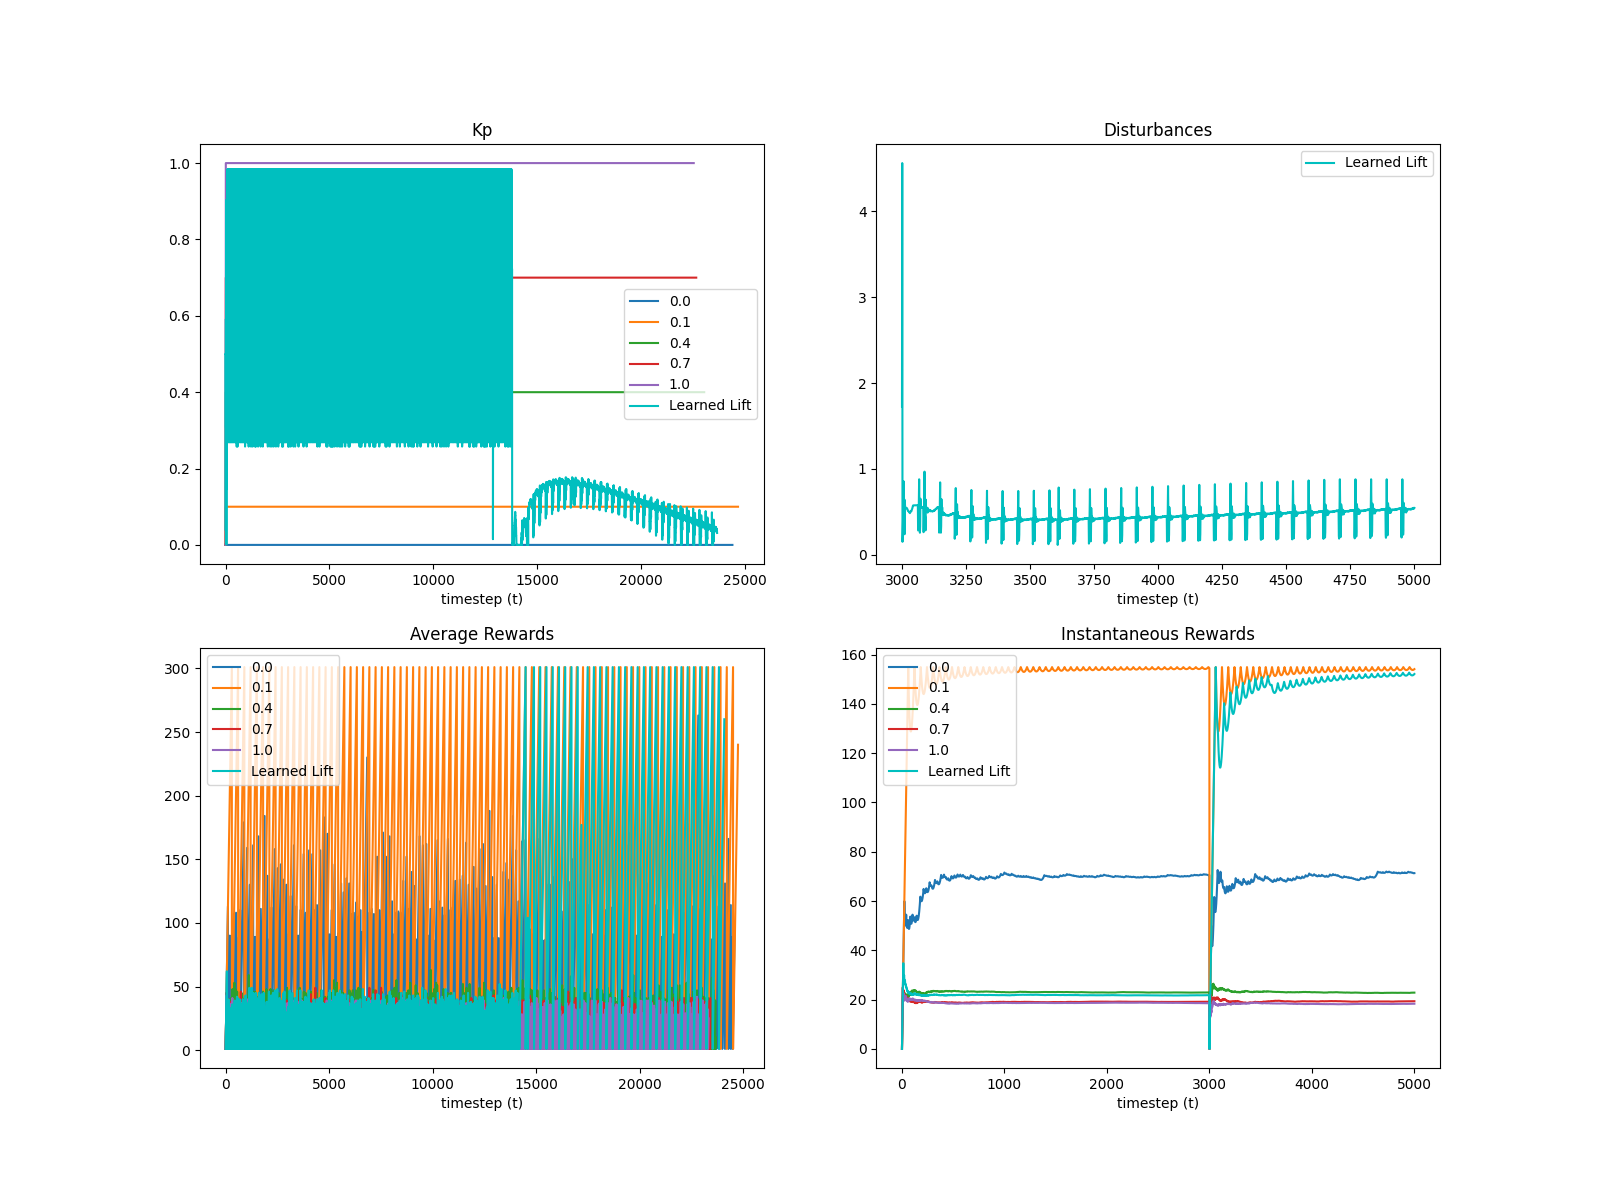 Kp
1.0
0.8
0.6
0.4
0.2
0.0
0.0
0.1
0.4
0.7
1.0
Learned Lift
0 5000 10000 15000 20000 25000
timestep (t)
Disturbances
Learned Lift
4
3
2
1
0
3000 3250 3500 3750 4000 4250 4500 4750 5000
timestep (t)
Average Rewards
300
250
200
150
100
50
0
0.0
0.1
0.4
0.7
1.0
Learned Lift
0 5000 10000 15000 20000 25000
timestep (t)
Instantaneous Rewards
160
140
120
100
80
60
40
20
0
0.0
0.1
0.4
0.7
1.0
Learned Lift
0 1000 2000 3000 4000 5000
timestep (t)